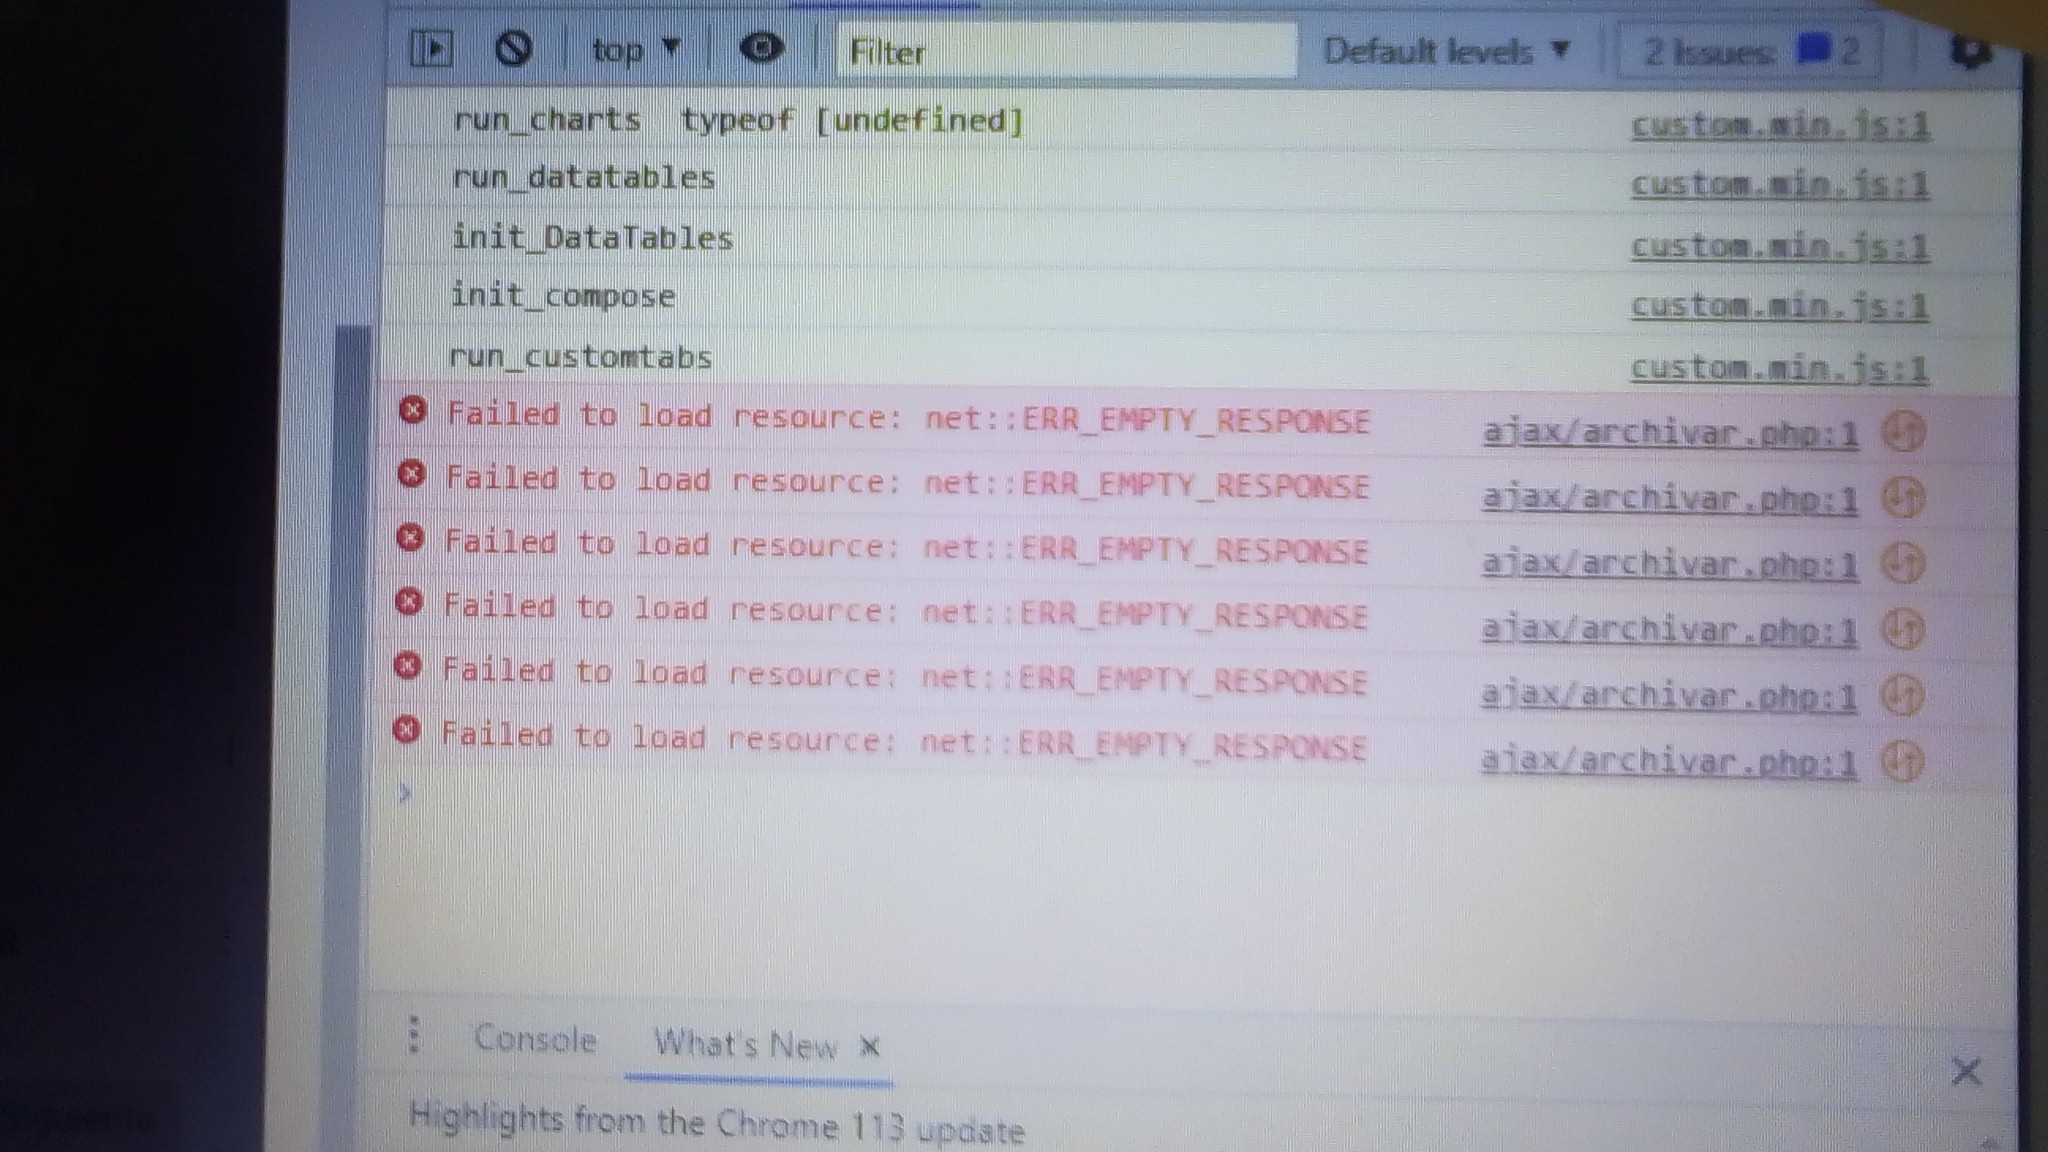 top ▼ Filter Default levels ▼ 2 Issues: 2
run_charts typeof [undefined] custom.min.js:1
run_datatables custom.min.js:1
init_DataTables custom.min.js:1
init_compose custom.min.js:1
run_customtabs custom.min.js:1
Failed to load resource: net::ERR_EMPTY_RESPONSE ajax/archivar.php:1
Failed to load resource: net::ERR_EMPTY_RESPONSE ajax/archivar.php:1
Failed to load resource: net::ERR_EMPTY_RESPONSE ajax/archivar.php:1
Failed to load resource: net::ERR_EMPTY_RESPONSE ajax/archivar.php:1
Failed to load resource: net::ERR_EMPTY_RESPONSE ajax/archivar.php:1
Failed to load resource: net::ERR_EMPTY_RESPONSE ajax/archivar.php:1
>
Console What's New ×
Highlights from the Chrome 113 update